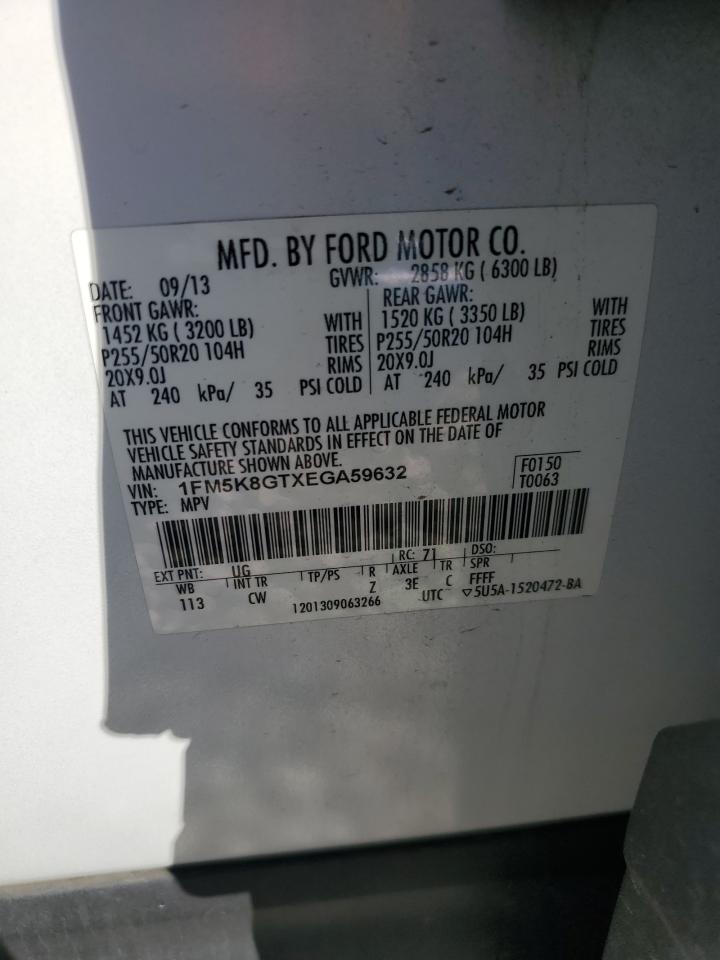 MFD. BY FORD MOTOR CO.
DATE: 09/13 GVWR: 2858 KG ( 6300 LB)
FRONT GAWR: REAR GAWR:
1452 KG ( 3200 LB) WITH 1520 KG ( 3350 LB) WITH
P255/50R20 104H TIRES P255/50R20 104H TIRES
20X9.0J RIMS 20X9.0J RIMS
AT 240 kPa/ 35 PSI COLD AT 240 kPa/ 35 PSI COLD
THIS VEHICLE CONFORMS TO ALL APPLICABLE FEDERAL MOTOR
VEHICLE SAFETY STANDARDS IN EFFECT ON THE DATE OF
MANUFACTURE SHOWN ABOVE.
VIN: 1FM5K8GTXEGA59632 F0150
TYPE: MPV T0063
EXT PNT: UG RC: 71 DSO:
WB INT TR TP/PS R AXLE TR SPR
113 CW Z 3E C FFFF
1201309063266 UTC ▽5U5A-1520472-BA